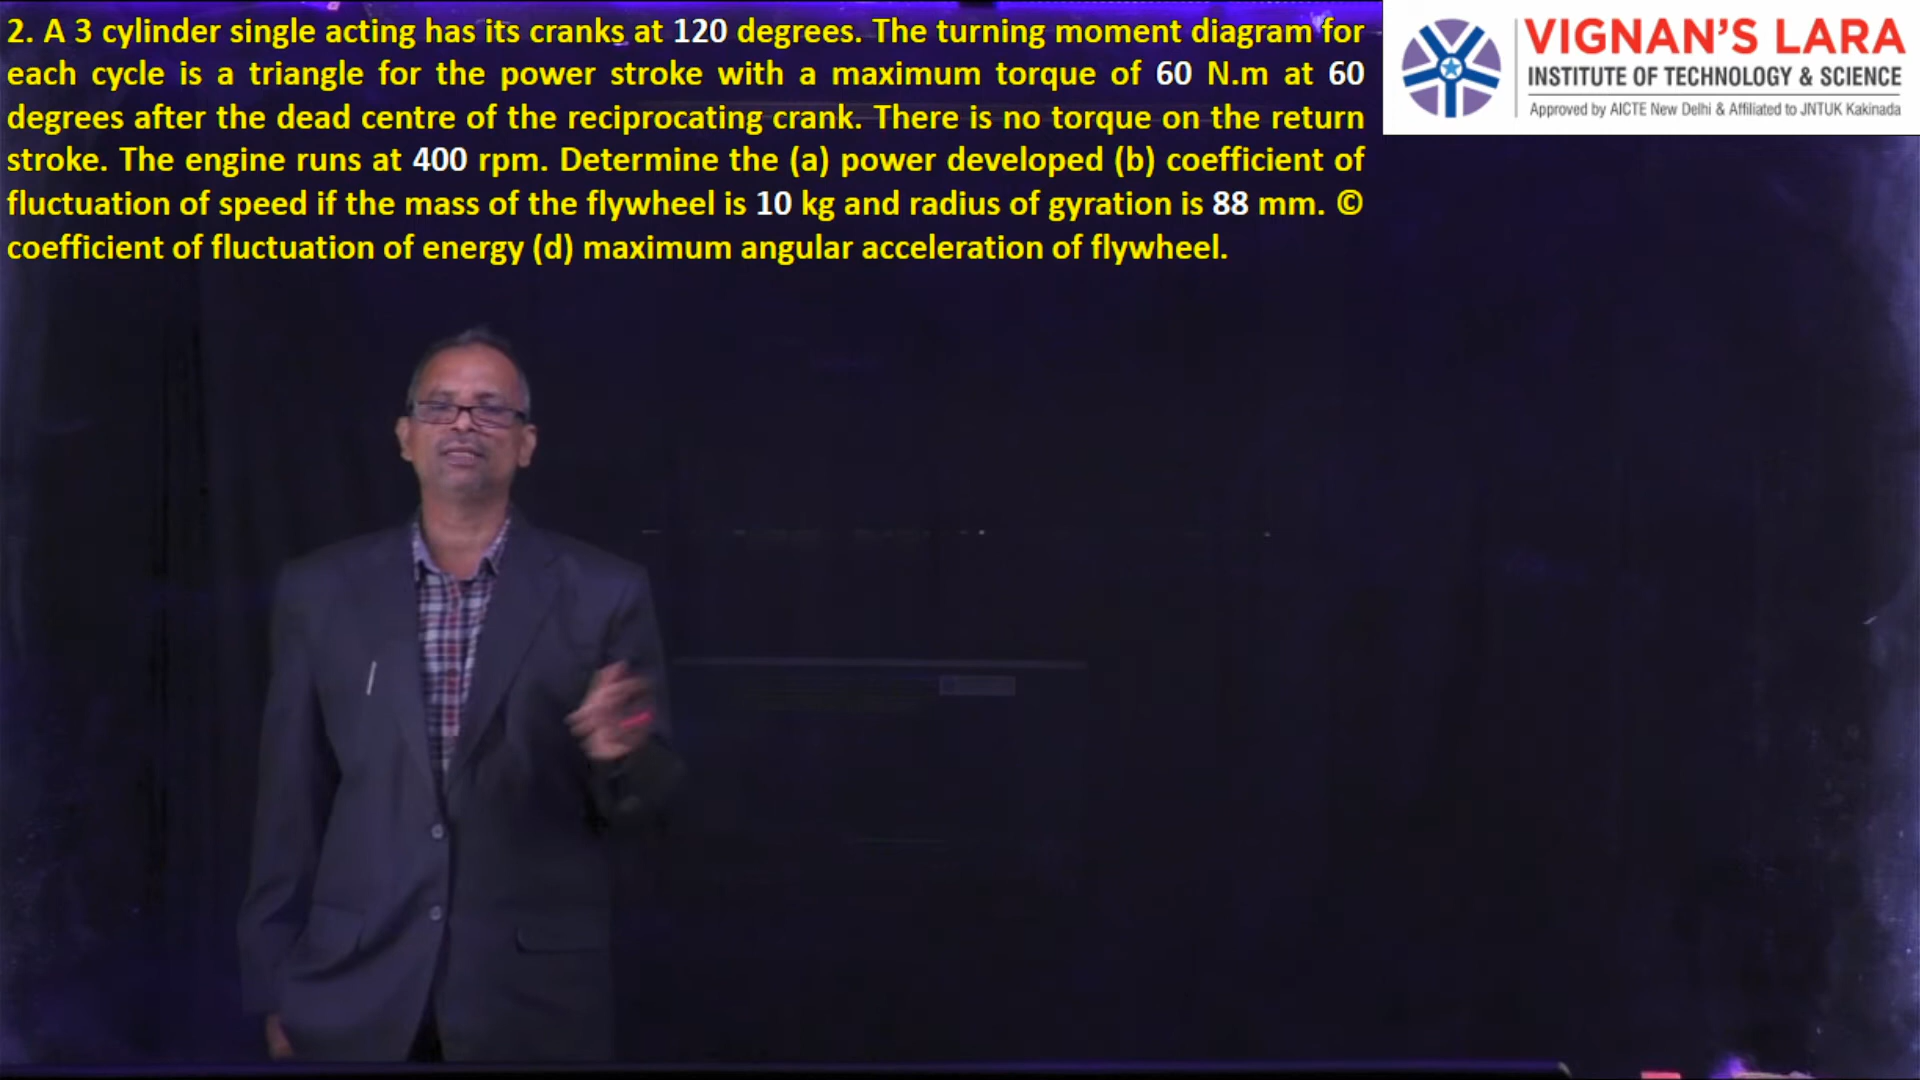 2. A 3 cylinder single acting has its cranks at 120 degrees. The turning moment diagram for
each cycle is a triangle for the power stroke with a maximum torque of 60 N.m at 60
degrees after the dead centre of the reciprocating crank. There is no torque on the return
stroke. The engine runs at 400 rpm. Determine the (a) power developed (b) coefficient of
fluctuation of speed if the mass of the flywheel is 10 kg and radius of gyration is 88 mm. ©
coefficient of fluctuation of energy (d) maximum angular acceleration of flywheel.
VIGNAN'S LARA
INSTITUTE OF TECHNOLOGY & SCIENCE
Approved by AICTE New Delhi & Affiliated to JNTUK Kakinada